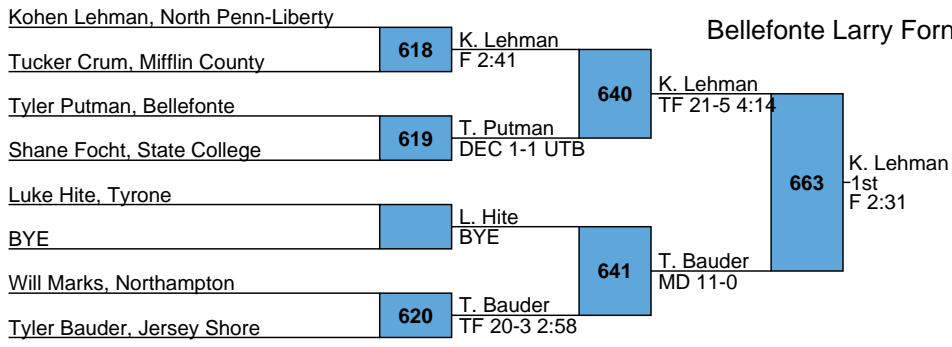 Kohen Lehman, North Penn-Liberty
Bellefonte Larry Forn
618
K. Lehman
F 2:41
Tucker Crum, Mifflin County
640
K. Lehman
TF 21-5 4:14
Tyler Putman, Bellefonte
619
T. Putman
DEC 1-1 UTB
Shane Focht, State College
663
K. Lehman
1st
F 2:31
Luke Hite, Tyrone
L. Hite
BYE
BYE
641
T. Bauder
MD 11-0
Will Marks, Northampton
620
T. Bauder
TF 20-3 2:58
Tyler Bauder, Jersey Shore